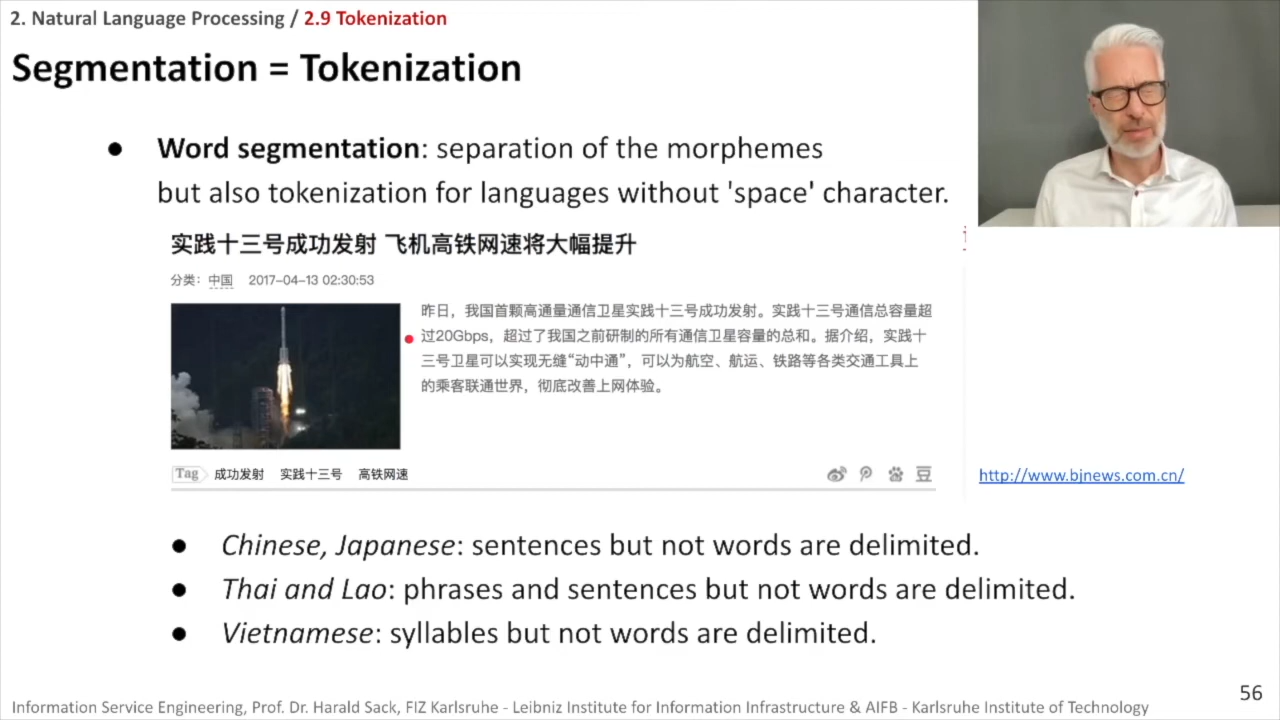 2. Natural Language Processing / 2.9 Tokenization
Segmentation = Tokenization
● Word segmentation: separation of the morphemes
but also tokenization for languages without 'space' character.
实践十三号成功发射 飞机高铁网速将大幅提升
分类: 中国 2017-04-13 02:30:53
昨日，我国首颗高通量通信卫星实践十三号成功发射。实践十三号通信总容量超
过20Gbps，超过了我国之前研制的所有通信卫星容量的总和。据介绍，实践十
三号卫星可以实现无缝“动中通”，可以为航空、航运、铁路等各类交通工具上
的乘客联通世界，彻底改善上网体验。
Tag 成功发射 实践十三号 高铁网速
豆
http://www.bjnews.com.cn/
● Chinese, Japanese: sentences but not words are delimited.
● Thai and Lao: phrases and sentences but not words are delimited.
● Vietnamese: syllables but not words are delimited.
56
Information Service Engineering, Prof. Dr. Harald Sack, FIZ Karlsruhe - Leibniz Institute for Information Infrastructure & AIFB - Karlsruhe Institute of Technology